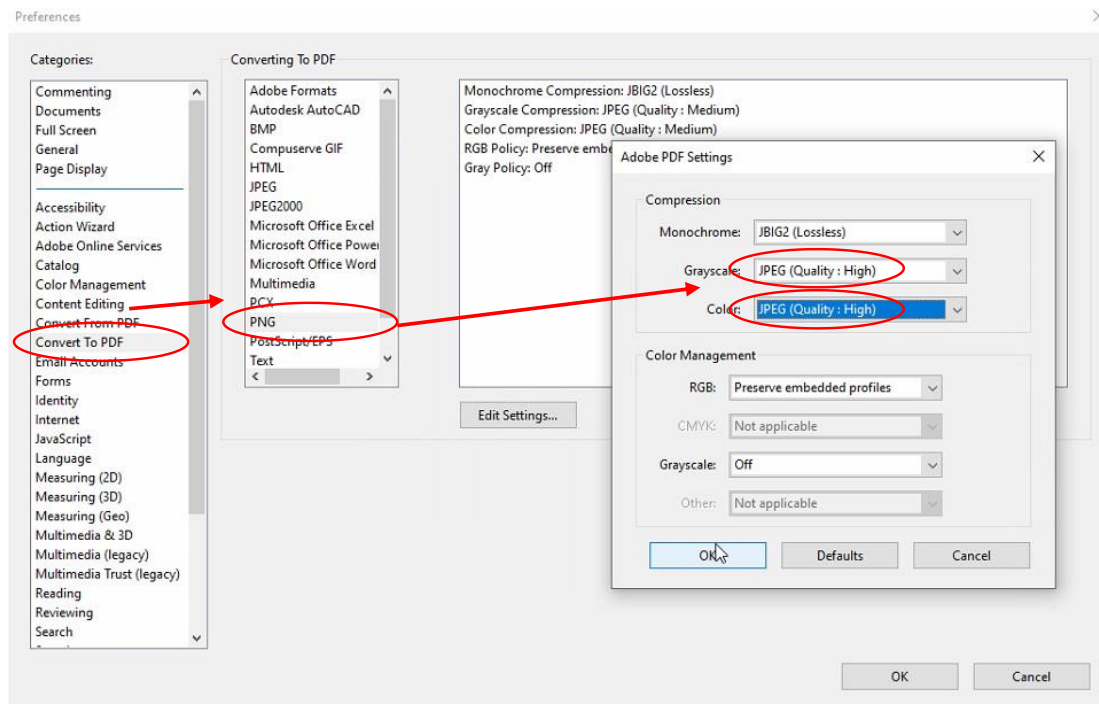 Preferences
Categories:
Commenting
Documents
Full Screen
General
Page Display
Accessibility
Action Wizard
Adobe Online Services
Catalog
Color Management
Content Editing
Convert From PDF
Convert To PDF
Email Accounts
Forms
Identity
Internet
JavaScript
Language
Measuring (2D)
Measuring (3D)
Measuring (Geo)
Multimedia & 3D
Multimedia (legacy)
Multimedia Trust (legacy)
Reading
Reviewing
Search
Converting To PDF
Adobe Formats
Autodesk AutoCAD
BMP
Compuserve GIF
HTML
JPEG
JPEG2000
Microsoft Office Excel
Microsoft Office Power
Microsoft Office Word
Multimedia
PCX
PNG
PostScript/EPS
Text
Monochrome Compression: JBIG2 (Lossless)
Grayscale Compression: JPEG (Quality : Medium)
Color Compression: JPEG (Quality : Medium)
RGB Policy: Preserve embe
Gray Policy: Off
Edit Settings...
Adobe PDF Settings
Compression
Monochrome: JBIG2 (Lossless)
Grayscale: JPEG (Quality : High)
Color: JPEG (Quality : High)
Color Management
RGB: Preserve embedded profiles
CMYK: Not applicable
Grayscale: Off
Other: Not applicable
OK Defaults Cancel
OK Cancel